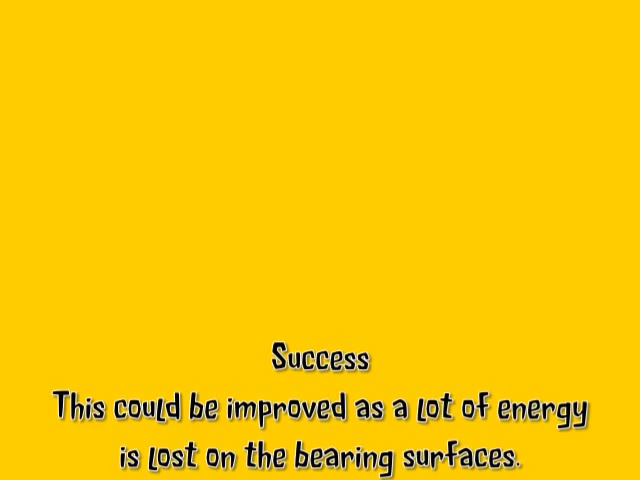 Success
This could be improved as a lot of energy
is lost on the bearing surfaces.